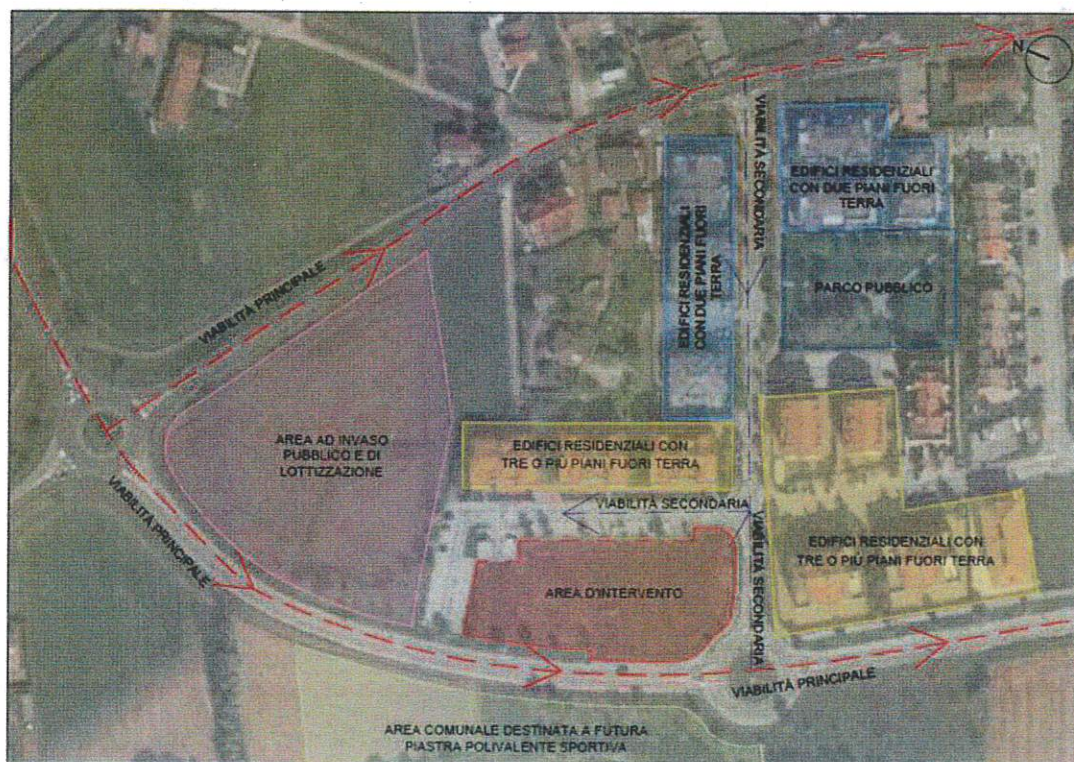 N
VIABILITÀ SECONDARIA
EDIFICI RESIDENZIALI
CON DUE PIANI FUORI
TERRA
EDIFICI RESIDENZIALI
CON DUE PIANI FUORI
TERRA
PARCO PUBBLICO
VIABILITÀ PRINCIPALE
AREA AD INVASO
PUBBLICO E DI
LOTTIZZAZIONE
EDIFICI RESIDENZIALI CON
TRE O PIÙ PIANI FUORI TERRA
VIABILITÀ PRINCIPALE
VIABILITÀ SECONDARIA
VIABILITÀ SECONDARIA
EDIFICI RESIDENZIALI CON
TRE O PIÙ PIANI FUORI TERRA
AREA D'INTERVENTO
VIABILITÀ PRINCIPALE
AREA COMUNALE DESTINATA A FUTURA
PIASTRA POLIVALENTE SPORTIVA